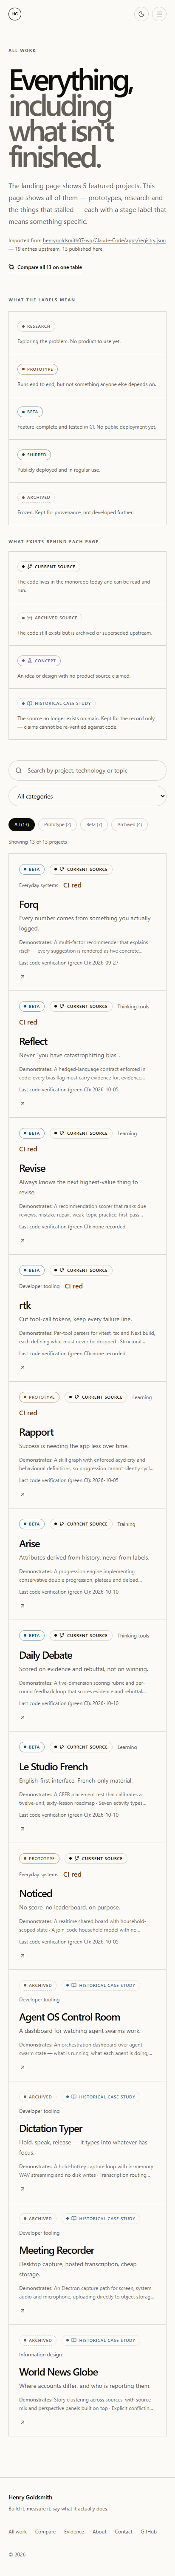 HG
ALL WORK
Everything,
including
what isn't
finished.
The landing page shows 5 featured projects. This
page shows all of them — prototypes, research and
the things that stalled — each with a stage label that
means something specific.
Imported from henrygoldsmith07-wq/Claude-Code/apps/registry.json
— 19 entries upstream, 13 published here.
Compare all 13 on one table
WHAT THE LABELS MEAN
RESEARCH
Exploring the problem. No product to use yet.
PROTOTYPE
Runs end to end, but not something anyone else depends on.
BETA
Feature-complete and tested in CI. No public deployment yet.
SHIPPED
Publicly deployed and in regular use.
ARCHIVED
Frozen. Kept for provenance, not developed further.
WHAT EXISTS BEHIND EACH PAGE
CURRENT SOURCE
The code lives in the monorepo today and can be read and
run.
ARCHIVED SOURCE
The code still exists but is archived or superseded upstream.
CONCEPT
An idea or design with no product source claimed.
HISTORICAL CASE STUDY
The source no longer exists on main. Kept for the record only
— claims cannot be re-verified against code.
Search by project, technology or topic
All categories
All (13) Prototype (2) Beta (7) Archived (4)
Showing 13 of 13 projects
BETA CURRENT SOURCE
Everyday systems CI red
Forq
Every number comes from something you actually
logged.
Demonstrates: A multi-factor recommender that explains
itself — every suggestion is rendered as five concrete…
Last code verification (green CI): 2026-09-27
BETA CURRENT SOURCE Thinking tools
CI red
Reflect
Never "you have catastrophizing bias".
Demonstrates: A hedged-language contract enforced in
code: every bias flag must carry evidence for, evidence…
Last code verification (green CI): 2026-10-05
BETA CURRENT SOURCE Learning
CI red
Revise
Always knows the next highest-value thing to
revise.
Demonstrates: A recommendation scorer that ranks due
reviews, mistake repair, weak-topic practice, first-pass…
Last code verification (green CI): none recorded
BETA CURRENT SOURCE
Developer tooling CI red
rtk
Cut tool-call tokens, keep every failure line.
Demonstrates: Per-tool parsers for vitest, tsc and Next build,
each defining what must never be dropped · Structural…
Last code verification (green CI): none recorded
PROTOTYPE CURRENT SOURCE Learning
CI red
Rapport
Success is needing the app less over time.
Demonstrates: A skill graph with enforced acyclicity and
behavioural definitions, so progression cannot silently cycl…
Last code verification (green CI): 2026-10-05
BETA CURRENT SOURCE Training
Arise
Attributes derived from history, never from labels.
Demonstrates: A progression engine implementing
conservative double progression, plateau and deload…
Last code verification (green CI): 2026-10-10
BETA CURRENT SOURCE Thinking tools
Daily Debate
Scored on evidence and rebuttal, not on winning.
Demonstrates: A five-dimension scoring rubric and per-
round feedback loop that scores evidence and rebuttal…
Last code verification (green CI): 2026-10-10
BETA CURRENT SOURCE Learning
Le Studio French
English-first interface, French-only material.
Demonstrates: A CEFR placement test that calibrates a
twelve-unit, sixty-lesson roadmap · Seven activity types…
Last code verification (green CI): 2026-10-10
PROTOTYPE CURRENT SOURCE
Everyday systems CI red
Noticed
No score, no leaderboard, on purpose.
Demonstrates: A realtime shared board with household-
scoped state · A join-code household model with no…
Last code verification (green CI): 2026-10-05
ARCHIVED HISTORICAL CASE STUDY
Developer tooling
Agent OS Control Room
A dashboard for watching agent swarms work.
Demonstrates: An orchestration dashboard over agent
swarm state — what is running, what each agent is doing,…
ARCHIVED HISTORICAL CASE STUDY
Developer tooling
Dictation Typer
Hold, speak, release — it types into whatever has
focus.
Demonstrates: A hold-hotkey capture loop with in-memory
WAV streaming and no disk writes · Transcription routing…
ARCHIVED HISTORICAL CASE STUDY
Developer tooling
Meeting Recorder
Desktop capture, hosted transcription, cheap
storage.
Demonstrates: An Electron capture path for screen, system
audio and microphone, uploading directly to object storag…
ARCHIVED HISTORICAL CASE STUDY
Information design
World News Globe
Where accounts differ, and who is reporting them.
Demonstrates: Story clustering across sources, with source-
mix and perspective panels built on top · Explicit conflictin…
Henry Goldsmith
Build it, measure it, say what it actually does.
All work Compare Evidence About Contact GitHub
© 2026